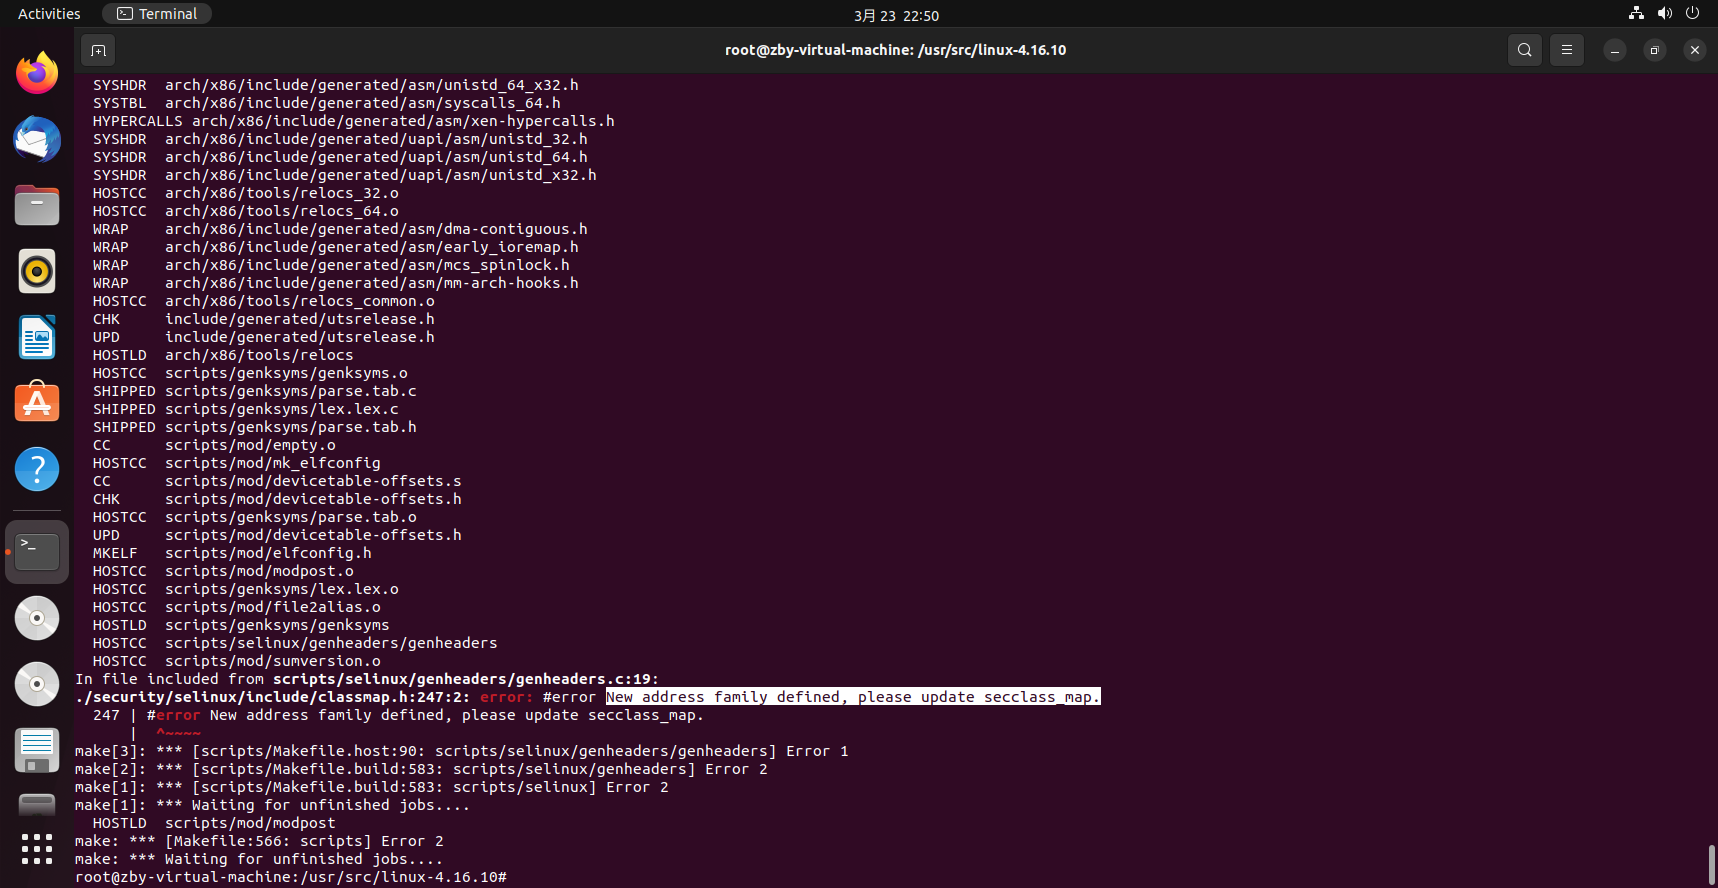 Activities
Terminal
3月 23 22:50
root@zby-virtual-machine: /usr/src/linux-4.16.10
SYSHDR arch/x86/include/generated/asm/unistd_64_x32.h
SYSTBL arch/x86/include/generated/asm/syscalls_64.h
HYPERCALLS arch/x86/include/generated/asm/xen-hypercalls.h
SYSHDR arch/x86/include/generated/uapi/asm/unistd_32.h
SYSHDR arch/x86/include/generated/uapi/asm/unistd_64.h
SYSHDR arch/x86/include/generated/uapi/asm/unistd_x32.h
HOSTCC arch/x86/tools/relocs_32.o
HOSTCC arch/x86/tools/relocs_64.o
WRAP arch/x86/include/generated/asm/dma-contiguous.h
WRAP arch/x86/include/generated/asm/early_ioremap.h
WRAP arch/x86/include/generated/asm/mcs_spinlock.h
WRAP arch/x86/include/generated/asm/mm-arch-hooks.h
HOSTCC arch/x86/tools/relocs_common.o
CHK include/generated/utsrelease.h
UPD include/generated/utsrelease.h
HOSTLD arch/x86/tools/relocs
HOSTCC scripts/genksyms/genksyms.o
SHIPPED scripts/genksyms/parse.tab.c
SHIPPED scripts/genksyms/lex.lex.c
SHIPPED scripts/genksyms/parse.tab.h
CC scripts/mod/empty.o
HOSTCC scripts/mod/mk_elfconfig
CC scripts/mod/devicetable-offsets.s
CHK scripts/mod/devicetable-offsets.h
HOSTCC scripts/genksyms/parse.tab.o
UPD scripts/mod/devicetable-offsets.h
MKELF scripts/mod/elfconfig.h
HOSTCC scripts/mod/modpost.o
HOSTCC scripts/genksyms/lex.lex.o
HOSTCC scripts/mod/file2alias.o
HOSTLD scripts/genksyms/genksyms
HOSTCC scripts/selinux/genheaders/genheaders
HOSTCC scripts/mod/sumversion.o
In file included from scripts/selinux/genheaders/genheaders.c:19:
./security/selinux/include/classmap.h:247:2: error: #error New address family defined, please update secclass_map.
247 | #error New address family defined, please update secclass_map.
| ^~~~~
make[3]: *** [scripts/Makefile.host:90: scripts/selinux/genheaders/genheaders] Error 1
make[2]: *** [scripts/Makefile.build:583: scripts/selinux/genheaders] Error 2
make[1]: *** [scripts/Makefile.build:583: scripts/selinux] Error 2
make[1]: *** Waiting for unfinished jobs....
HOSTLD scripts/mod/modpost
make: *** [Makefile:566: scripts] Error 2
make: *** Waiting for unfinished jobs....
root@zby-virtual-machine:/usr/src/linux-4.16.10#